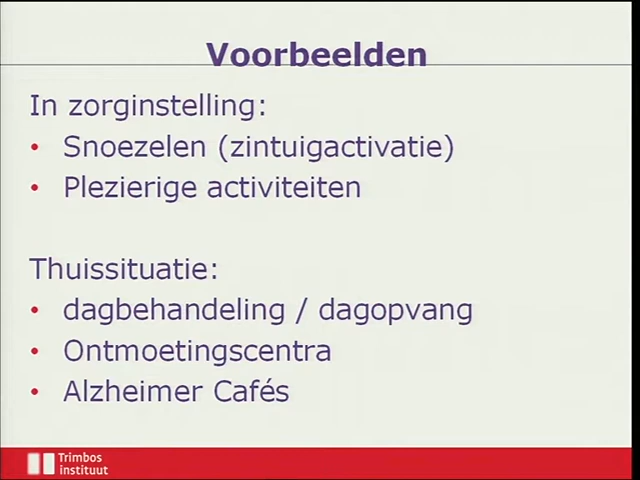 Voorbeelden
In zorginstelling:
• Snoezelen (zintuigactivatie)
• Plezierige activiteiten
Thuissituatie:
• dagbehandeling / dagopvang
• Ontmoetingscentra
• Alzheimer Cafés
Trimbos
instituut